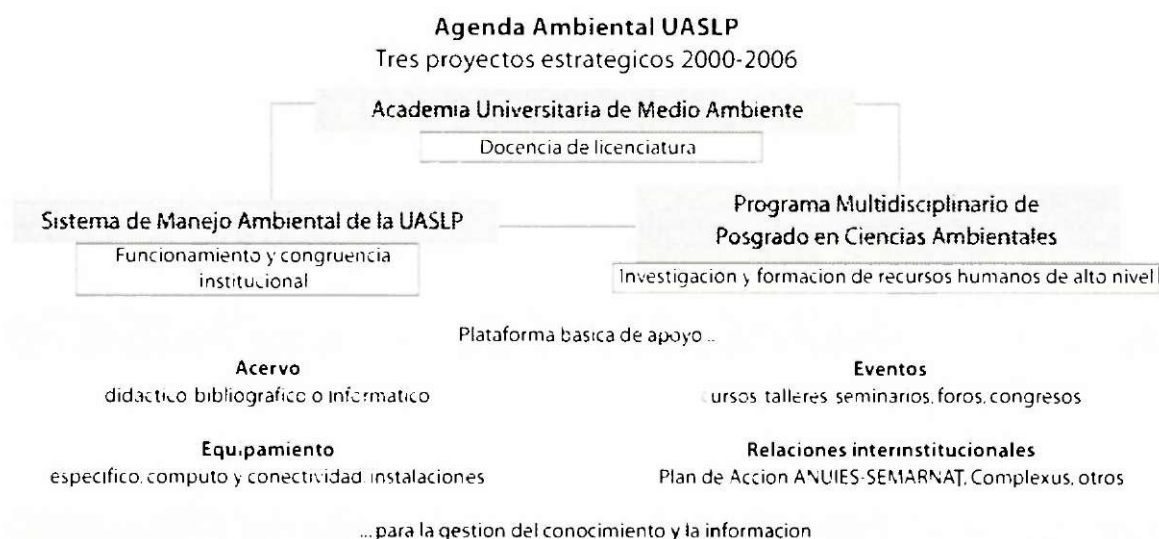 Agenda Ambiental UASLP
Tres proyectos estrategicos 2000-2006
Academia Universitaria de Medio Ambiente
Docencia de licenciatura
Sistema de Manejo Ambiental de la UASLP
Funcionamiento y congruencia
institucional
Programa Multidisciplinario de
Posgrado en Ciencias Ambientales
Investigacion y formacion de recursos humanos de alto nivel
Plataforma basica de apoyo...
Acervo
didactico bibliografico o informatico
Eventos
cursos, talleres, seminarios, foros, congresos
Equipamiento
especifico, computo y conectividad, instalaciones
Relaciones interinstitucionales
Plan de Accion ANUIES-SEMARNAT, Complexus, otros
... para la gestion del conocimiento y la informacion